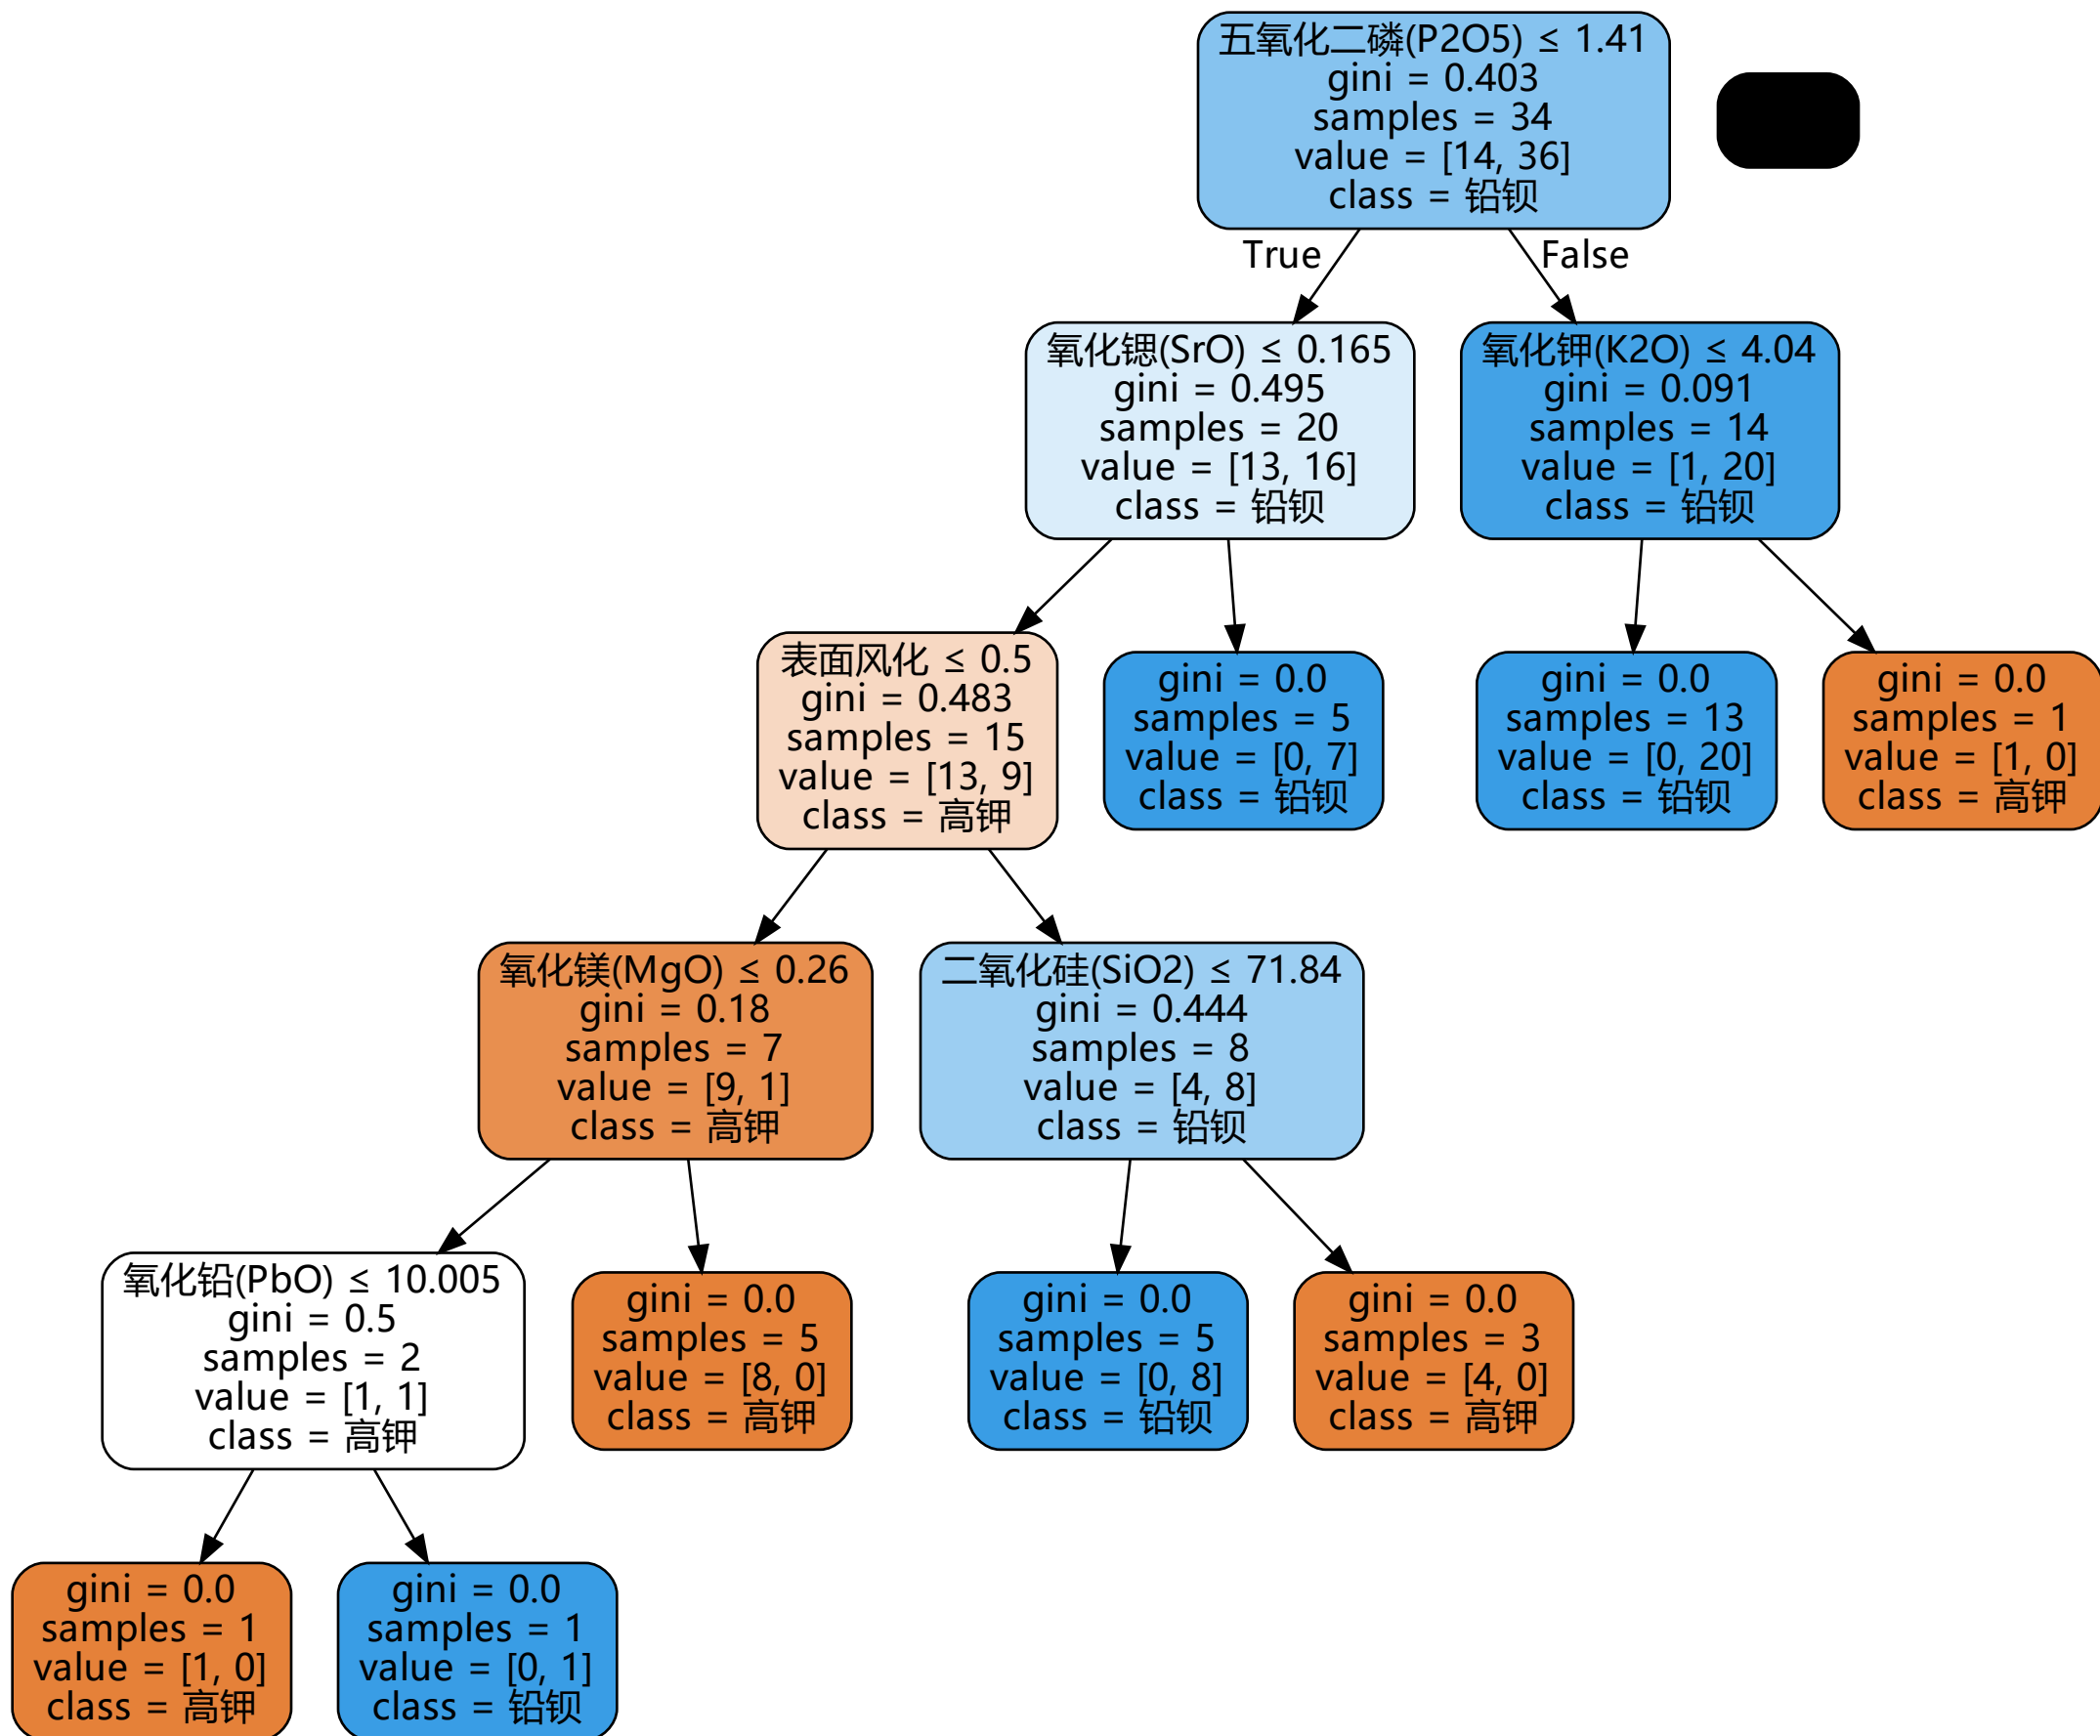 五氧化二磷(P2O5) ≤ 1.41
gini = 0.403
samples = 34
value = [14, 36]
class = 铅钡
True
False
氧化锶(SrO) ≤ 0.165
gini = 0.495
samples = 20
value = [13, 16]
class = 铅钡
氧化钾(K2O) ≤ 4.04
gini = 0.091
samples = 14
value = [1, 20]
class = 铅钡
表面风化 ≤ 0.5
gini = 0.483
samples = 15
value = [13, 9]
class = 高钾
gini = 0.0
samples = 5
value = [0, 7]
class = 铅钡
gini = 0.0
samples = 13
value = [0, 20]
class = 铅钡
gini = 0.0
samples = 1
value = [1, 0]
class = 高钾
氧化镁(MgO) ≤ 0.26
gini = 0.18
samples = 7
value = [9, 1]
class = 高钾
二氧化硅(SiO2) ≤ 71.84
gini = 0.444
samples = 8
value = [4, 8]
class = 铅钡
氧化铅(PbO) ≤ 10.005
gini = 0.5
samples = 2
value = [1, 1]
class = 高钾
gini = 0.0
samples = 5
value = [8, 0]
class = 高钾
gini = 0.0
samples = 5
value = [0, 8]
class = 铅钡
gini = 0.0
samples = 3
value = [4, 0]
class = 高钾
gini = 0.0
samples = 1
value = [1, 0]
class = 高钾
gini = 0.0
samples = 1
value = [0, 1]
class = 铅钡